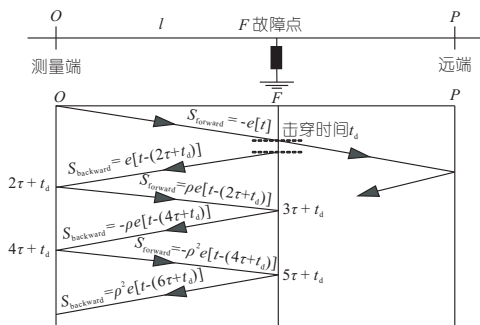 O l F 故障点 P
测量端 远端
O F P
S_forward = -e[t] 击穿时间t_d
S_backward = e[t-(2τ+t_d)]
2τ+t_d
S_forward = ρe[t-(2τ+t_d)]
S_backward = -ρe[t-(4τ+t_d)] 3τ+t_d
4τ+t_d
S_forward = -ρ²e[t-(4τ+t_d)]
S_backward = ρ²e[t-(6τ+t_d)] 5τ+t_d